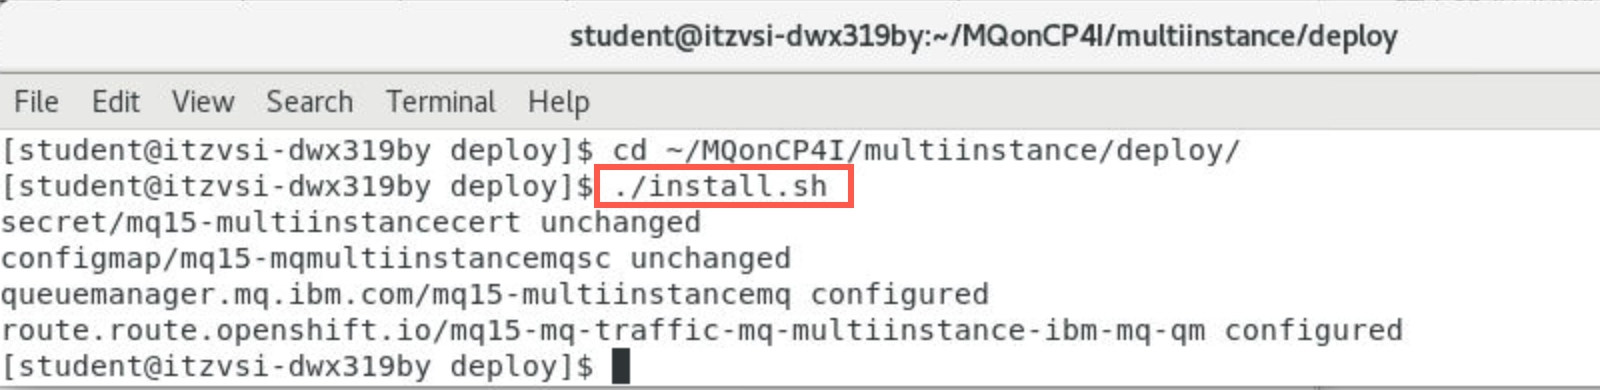 student@itzvsi-dwx319by:~/MQonCP4I/multiinstance/deploy
File Edit View Search Terminal Help
[student@itzvsi-dwx319by deploy]$ cd ~/MQonCP4I/multiinstance/deploy/
[student@itzvsi-dwx319by deploy]$ ./install.sh
secret/mq15-multiinstancecert unchanged
configmap/mq15-mqmultiinstancemqsc unchanged
queuemanager.mq.ibm.com/mq15-multiinstancemq configured
route.route.openshift.io/mq15-mq-traffic-mq-multiinstance-ibm-mq-qm configured
[student@itzvsi-dwx319by deploy]$